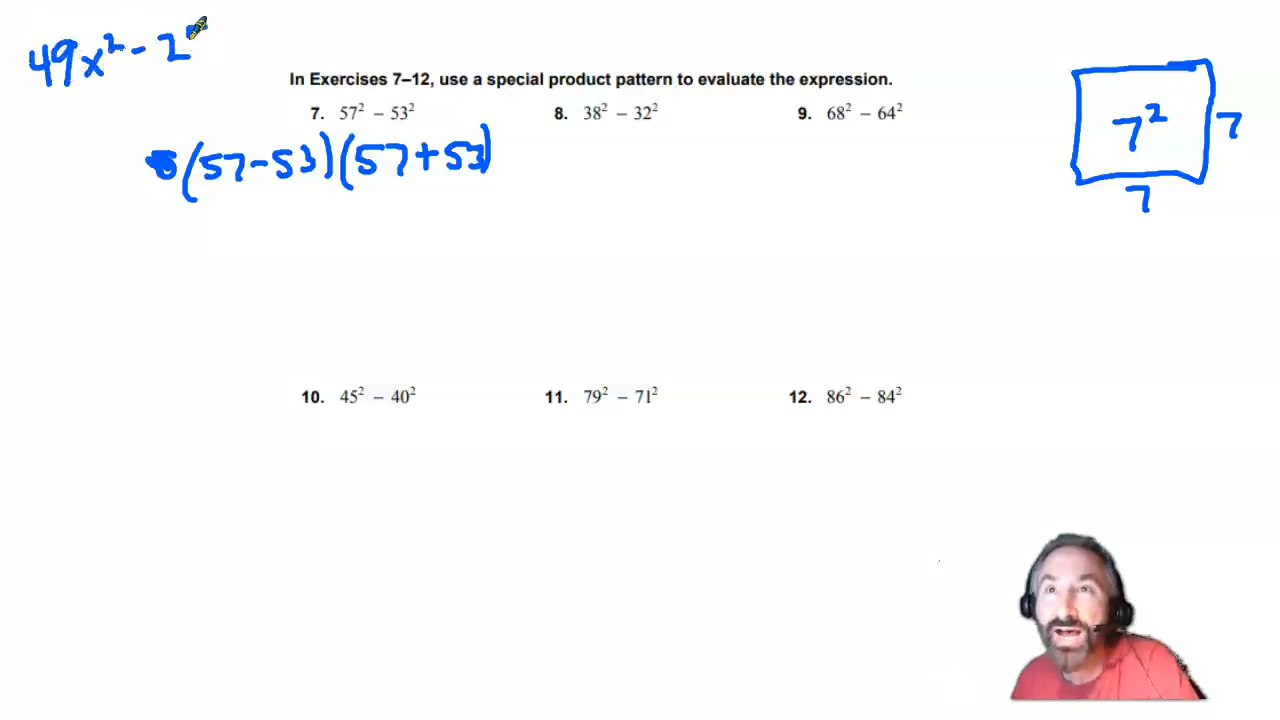 49x² - 2
In Exercises 7–12, use a special product pattern to evaluate the expression.
7. 57² − 53² 8. 38² − 32² 9. 68² − 64²
(57-53)(57+53)
7²
7
7
10. 45² − 40² 11. 79² − 71² 12. 86² − 84²